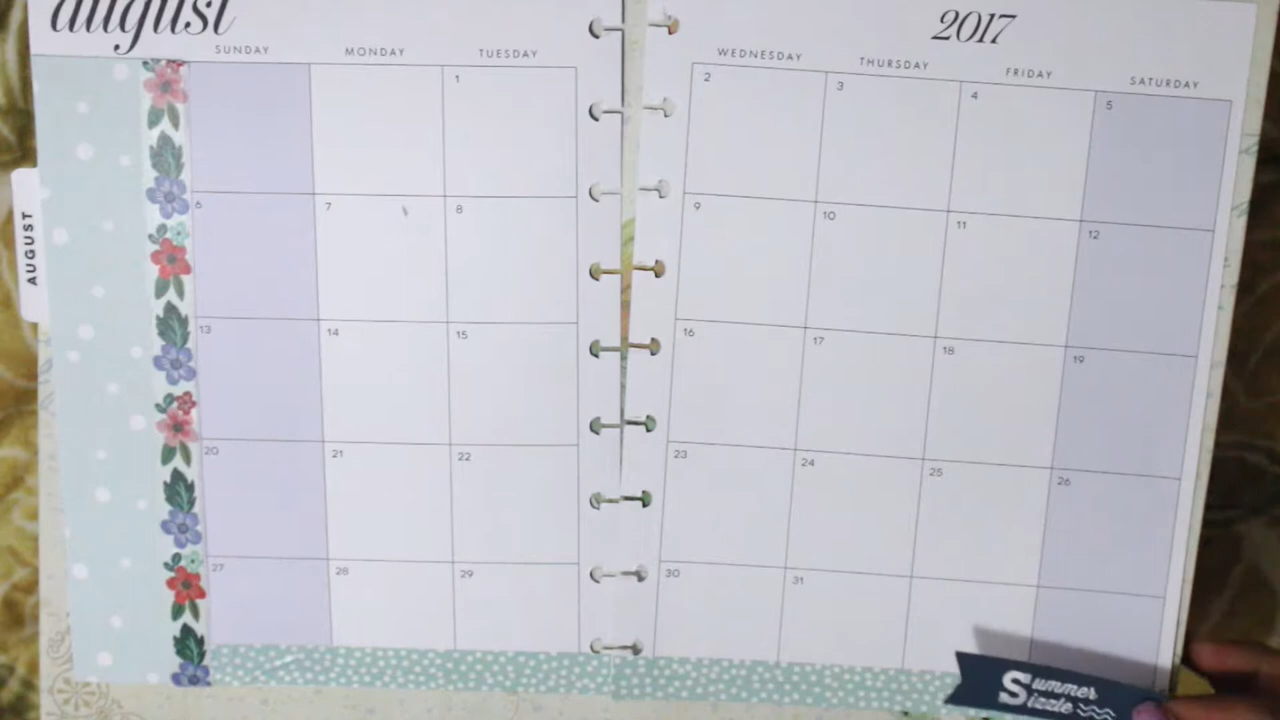 august
2017
SUNDAY MONDAY TUESDAY WEDNESDAY THURSDAY FRIDAY SATURDAY
1 2 3 4 5
6 7 8 9 10 11 12
13 14 15 16 17 18 19
20 21 22 23 24 25 26
27 28 29 30 31
AUGUST
Summer
Sizzle